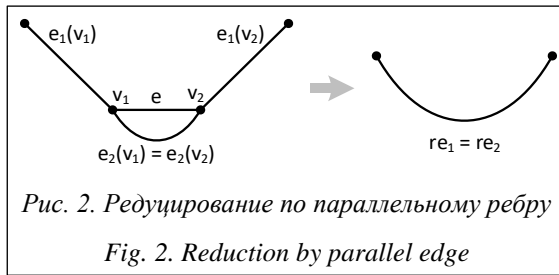 e₁(v₁) e₁(v₂)
v₁ e v₂
e₂(v₁) = e₂(v₂)
re₁ = re₂
Рис. 2. Редуцирование по параллельному ребру
Fig. 2. Reduction by parallel edge